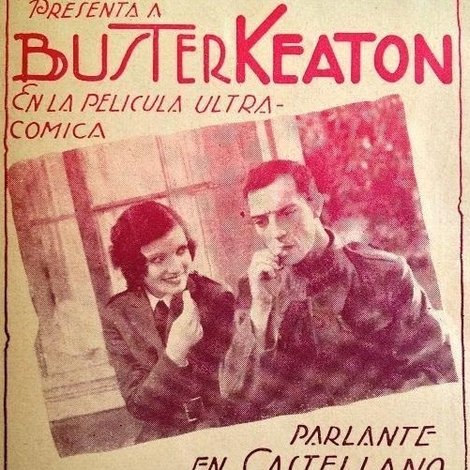 PRESENTA A
BUSTER KEATON
EN LA PELICULA ULTRA-
COMICA
PARLANTE
EN CASTELLANO